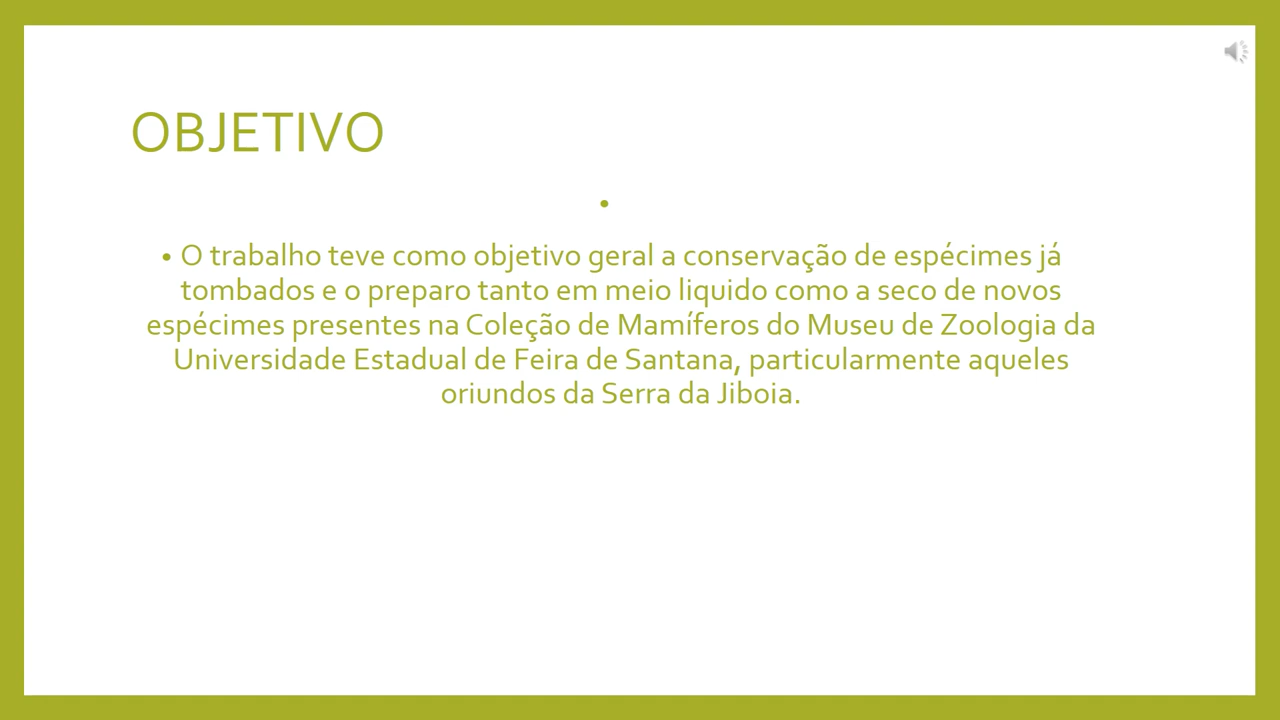 OBJETIVO
•
• O trabalho teve como objetivo geral a conservação de espécimes já
tombados e o preparo tanto em meio liquido como a seco de novos
espécimes presentes na Coleção de Mamíferos do Museu de Zoologia da
Universidade Estadual de Feira de Santana, particularmente aqueles
oriundos da Serra da Jiboia.